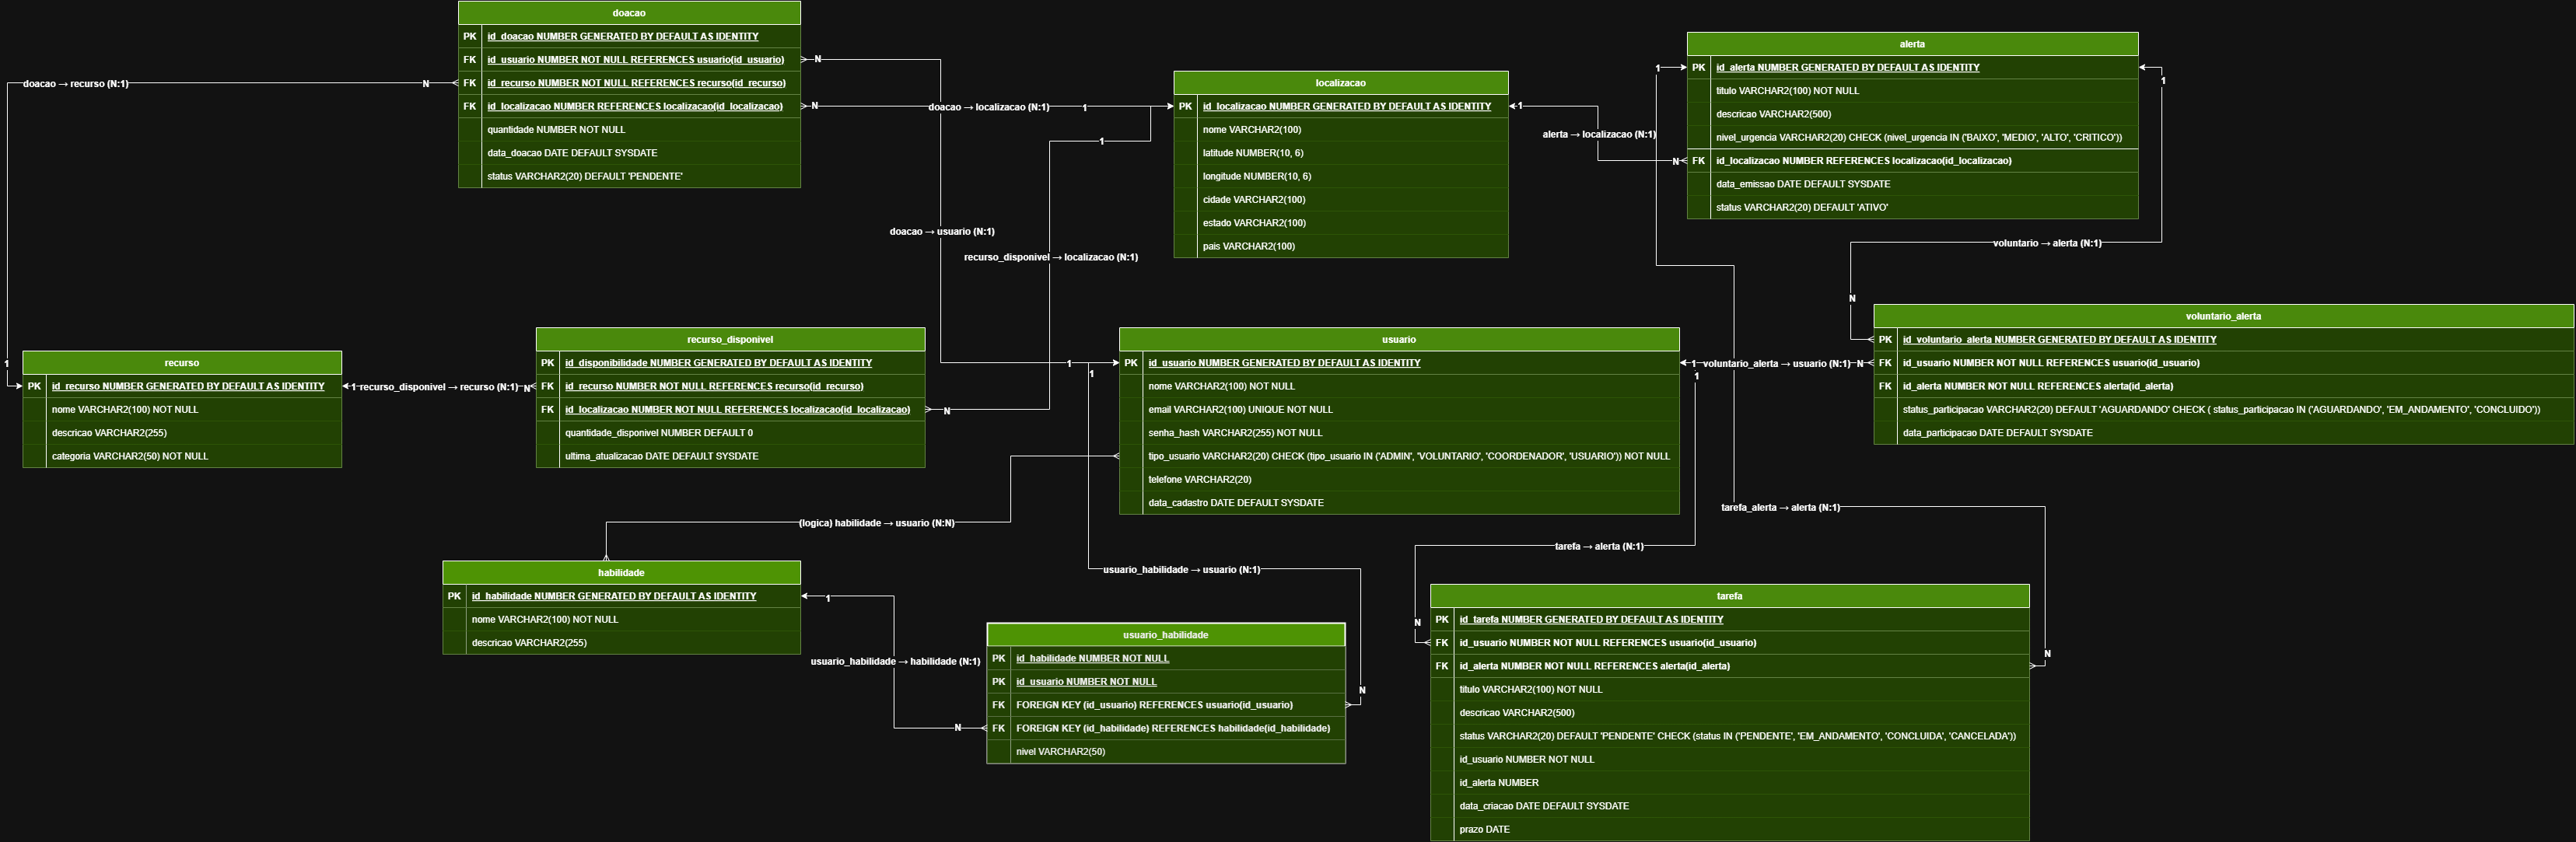 doacao
PK id_doacao NUMBER GENERATED BY DEFAULT AS IDENTITY
FK id_usuario NUMBER NOT NULL REFERENCES usuario(id_usuario)
FK id_recurso NUMBER NOT NULL REFERENCES recurso(id_recurso)
FK id_localizacao NUMBER REFERENCES localizacao(id_localizacao)
quantidade NUMBER NOT NULL
data_doacao DATE DEFAULT SYSDATE
status VARCHAR2(20) DEFAULT 'PENDENTE'
N
doacao → recurso (N:1)
N
1
N
doacao → localizacao (N:1)
1
1
doacao → usuario (N:1)
recurso_disponivel → localizacao (N:1)
localizacao
PK id_localizacao NUMBER GENERATED BY DEFAULT AS IDENTITY
nome VARCHAR2(100)
latitude NUMBER(10, 6)
longitude NUMBER(10, 6)
cidade VARCHAR2(100)
estado VARCHAR2(100)
pais VARCHAR2(100)
1
alerta → localizacao (N:1)
N
alerta
PK id_alerta NUMBER GENERATED BY DEFAULT AS IDENTITY
titulo VARCHAR2(100) NOT NULL
descricao VARCHAR2(500)
nivel_urgencia VARCHAR2(20) CHECK (nivel_urgencia IN ('BAIXO', 'MEDIO', 'ALTO', 'CRITICO'))
FK id_localizacao NUMBER REFERENCES localizacao(id_localizacao)
data_emissao DATE DEFAULT SYSDATE
status VARCHAR2(20) DEFAULT 'ATIVO'
1
1
voluntario → alerta (N:1)
N
recurso
PK id_recurso NUMBER GENERATED BY DEFAULT AS IDENTITY
nome VARCHAR2(100) NOT NULL
descricao VARCHAR2(255)
categoria VARCHAR2(50) NOT NULL
1
recurso_disponivel → recurso (N:1)
N
recurso_disponivel
PK id_disponibilidade NUMBER GENERATED BY DEFAULT AS IDENTITY
FK id_recurso NUMBER NOT NULL REFERENCES recurso(id_recurso)
FK id_localizacao NUMBER NOT NULL REFERENCES localizacao(id_localizacao)
quantidade_disponivel NUMBER DEFAULT 0
ultima_atualizacao DATE DEFAULT SYSDATE
N
1
1
usuario
PK id_usuario NUMBER GENERATED BY DEFAULT AS IDENTITY
nome VARCHAR2(100) NOT NULL
email VARCHAR2(100) UNIQUE NOT NULL
senha_hash VARCHAR2(255) NOT NULL
tipo_usuario VARCHAR2(20) CHECK (tipo_usuario IN ('ADMIN', 'VOLUNTARIO', 'COORDENADOR', 'USUARIO')) NOT NULL
telefone VARCHAR2(20)
data_cadastro DATE DEFAULT SYSDATE
1
voluntario_alerta → usuario (N:1)
N
1
voluntario_alerta
PK id_voluntario_alerta NUMBER GENERATED BY DEFAULT AS IDENTITY
FK id_usuario NUMBER NOT NULL REFERENCES usuario(id_usuario)
FK id_alerta NUMBER NOT NULL REFERENCES alerta(id_alerta)
status_participacao VARCHAR2(20) DEFAULT 'AGUARDANDO' CHECK ( status_participacao IN ('AGUARDANDO', 'EM_ANDAMENTO', 'CONCLUIDO'))
data_participacao DATE DEFAULT SYSDATE
(logica) habilidade → usuario (N:N)
tarefa_alerta → alerta (N:1)
tarefa → alerta (N:1)
usuario_habilidade → usuario (N:1)
habilidade
PK id_habilidade NUMBER GENERATED BY DEFAULT AS IDENTITY
nome VARCHAR2(100) NOT NULL
descricao VARCHAR2(255)
1
usuario_habilidade → habilidade (N:1)
N
usuario_habilidade
PK id_habilidade NUMBER NOT NULL
PK id_usuario NUMBER NOT NULL
FK FOREIGN KEY (id_usuario) REFERENCES usuario(id_usuario)
FK FOREIGN KEY (id_habilidade) REFERENCES habilidade(id_habilidade)
nivel VARCHAR2(50)
N
N
tarefa
PK id_tarefa NUMBER GENERATED BY DEFAULT AS IDENTITY
FK id_usuario NUMBER NOT NULL REFERENCES usuario(id_usuario)
FK id_alerta NUMBER NOT NULL REFERENCES alerta(id_alerta)
titulo VARCHAR2(100) NOT NULL
descricao VARCHAR2(500)
status VARCHAR2(20) DEFAULT 'PENDENTE' CHECK (status IN ('PENDENTE', 'EM_ANDAMENTO', 'CONCLUIDA', 'CANCELADA'))
id_usuario NUMBER NOT NULL
id_alerta NUMBER
data_criacao DATE DEFAULT SYSDATE
prazo DATE
N